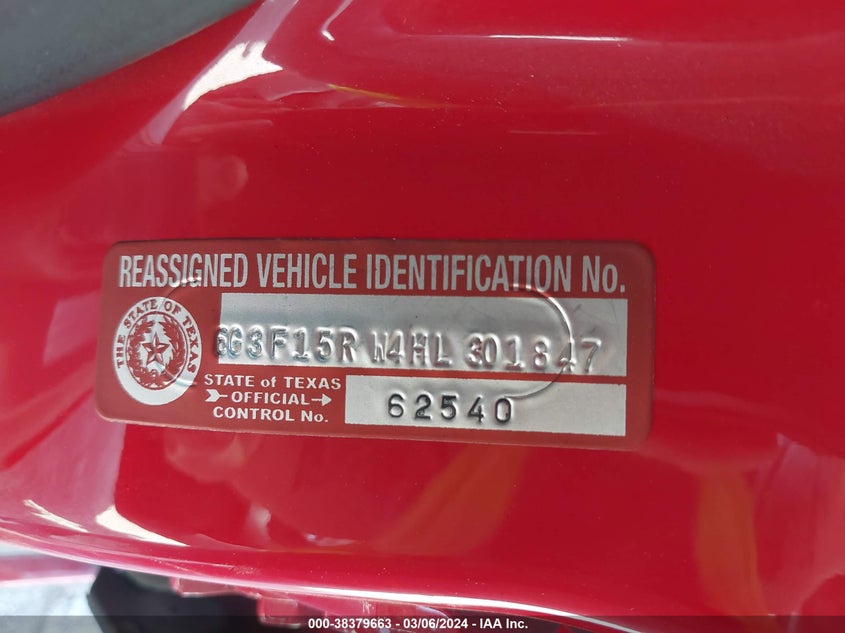 REASSIGNED VEHICLE IDENTIFICATION No.
THE STATE OF TEXAS
6G3F15RW4HL301847
STATE of TEXAS
OFFICIAL
CONTROL No.
62540
000-38379663 - 03/06/2024 - IAA Inc.